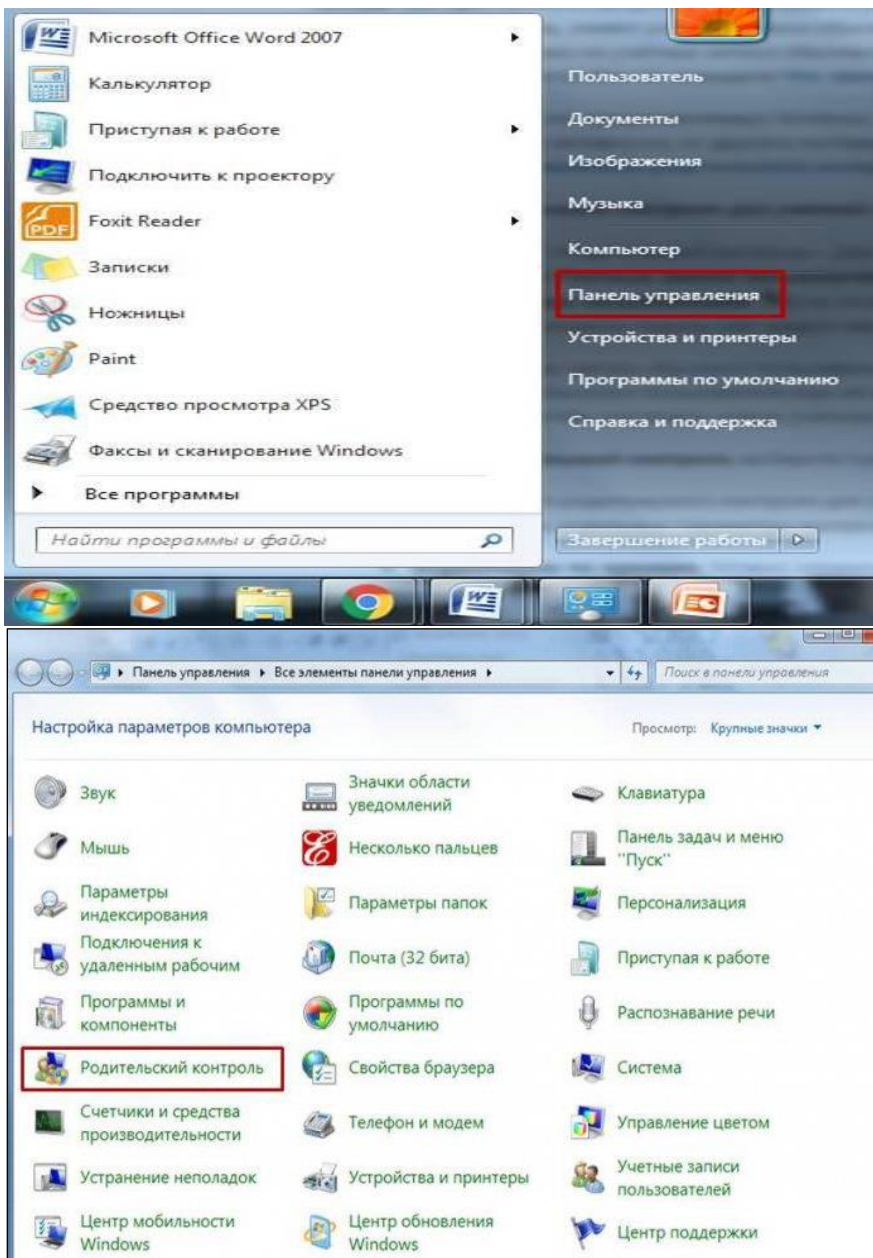 Microsoft Office Word 2007
Калькулятор
Приступая к работе
Подключить к проектору
PDF
Foxit Reader
Записки
Ножницы
Paint
Средство просмотра XPS
Факсы и сканирование Windows
Все программы
Найти программы и файлы
Пользователь
Документы
Изображения
Музыка
Компьютер
Панель управления
Устройства и принтеры
Программы по умолчанию
Справка и поддержка
Завершение работы
Панель управления
Все элементы панели управления
Поиск в панели управления
Настройка параметров компьютера
Просмотр: Крупные значки
Звук
Значки области
уведомлений
Клавиатура
Мышь
Несколько пальцев
Панель задач и меню
"Пуск"
Параметры
индексирования
Параметры папок
Персонализация
Подключения к
удаленным рабочим
Почта (32 бита)
Приступая к работе
Программы и
компоненты
Программы по
умолчанию
Распознавание речи
Родительский контроль
Свойства браузера
Система
Счетчики и средства
производительности
Телефон и модем
Управление цветом
Устранение неполадок
Устройства и принтеры
Учетные записи
пользователей
Центр мобильности
Windows
Центр обновления
Windows
Центр поддержки